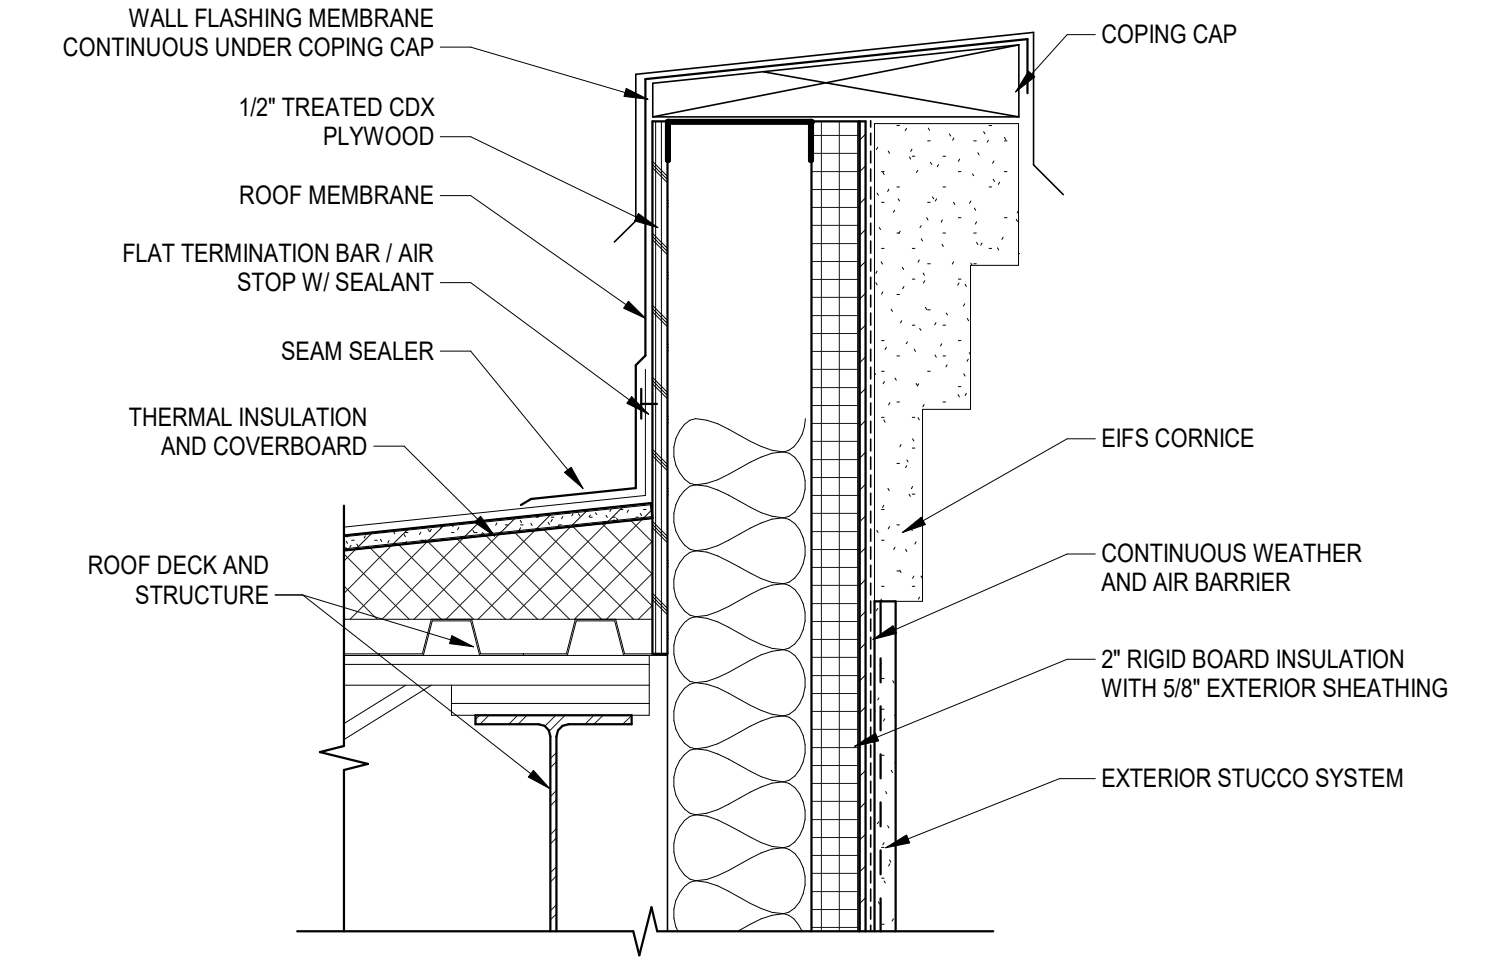 WALL FLASHING MEMBRANE
CONTINUOUS UNDER COPING CAP
1/2" TREATED CDX
PLYWOOD
ROOF MEMBRANE
FLAT TERMINATION BAR / AIR
STOP W/ SEALANT
SEAM SEALER
THERMAL INSULATION
AND COVERBOARD
ROOF DECK AND
STRUCTURE
COPING CAP
EIFS CORNICE
CONTINUOUS WEATHER
AND AIR BARRIER
2" RIGID BOARD INSULATION
WITH 5/8" EXTERIOR SHEATHING
EXTERIOR STUCCO SYSTEM